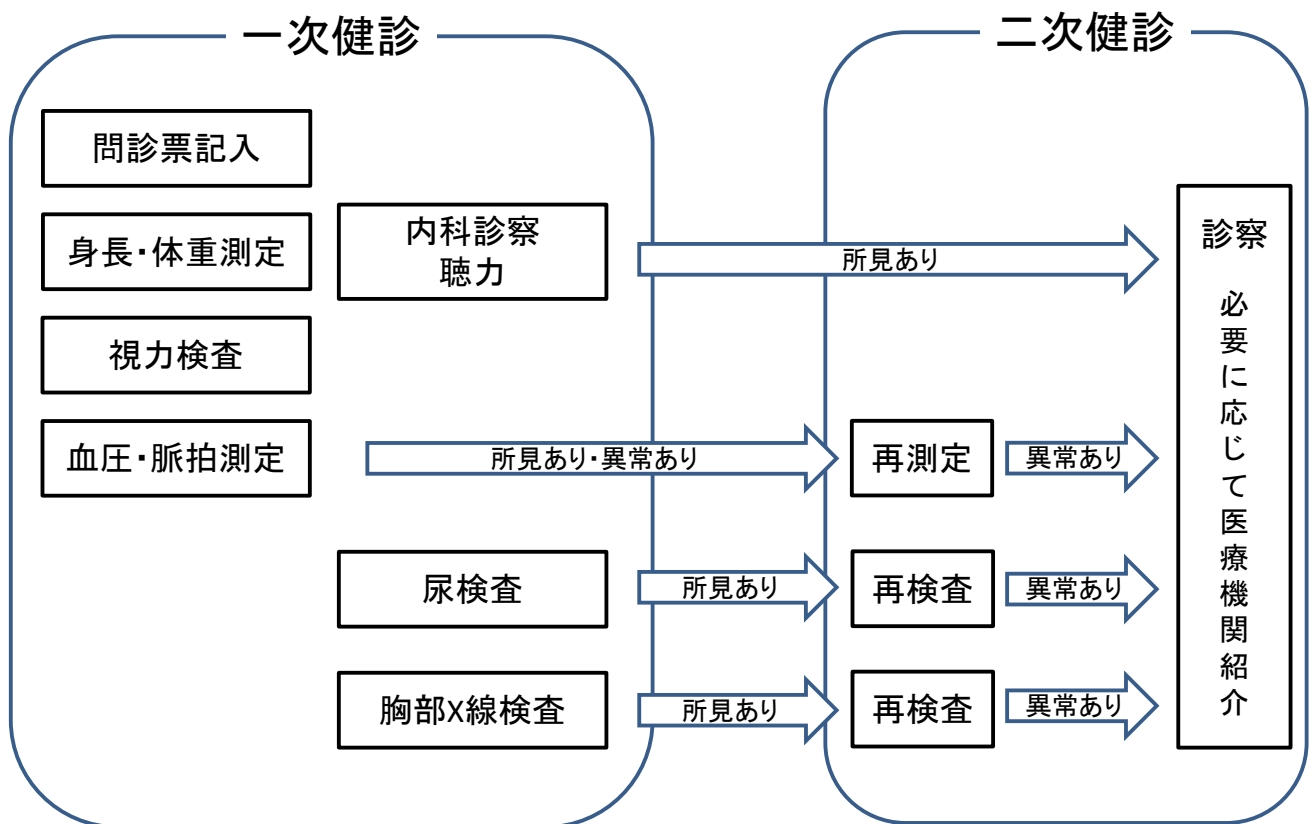 一次健診
問診票記入
身長・体重測定
視力検査
血圧・脈拍測定
内科診察
聴力
所見あり
所見あり・異常あり
尿検査
所見あり
胸部X線検査
所見あり
二次健診
再測定
異常あり
再検査
異常あり
再検査
異常あり
診察
必要に応じて医療機関紹介